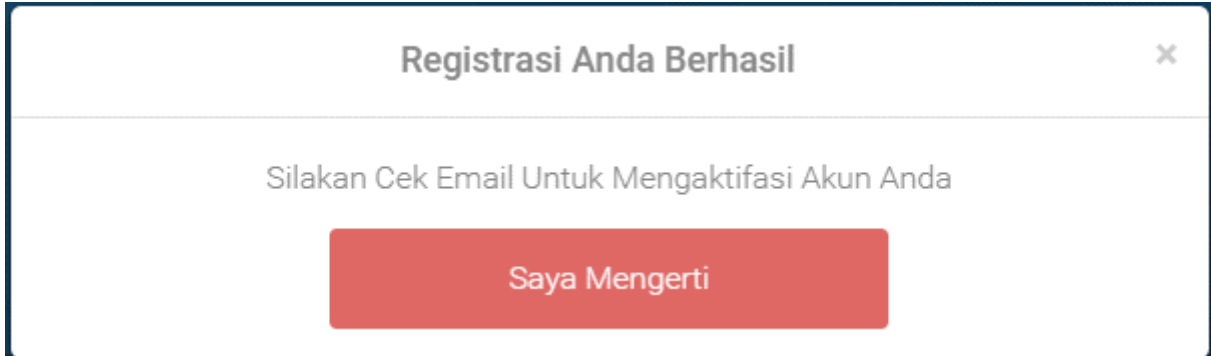 Registrasi Anda Berhasil
×
Silakan Cek Email Untuk Mengaktifasi Akun Anda
Saya Mengerti